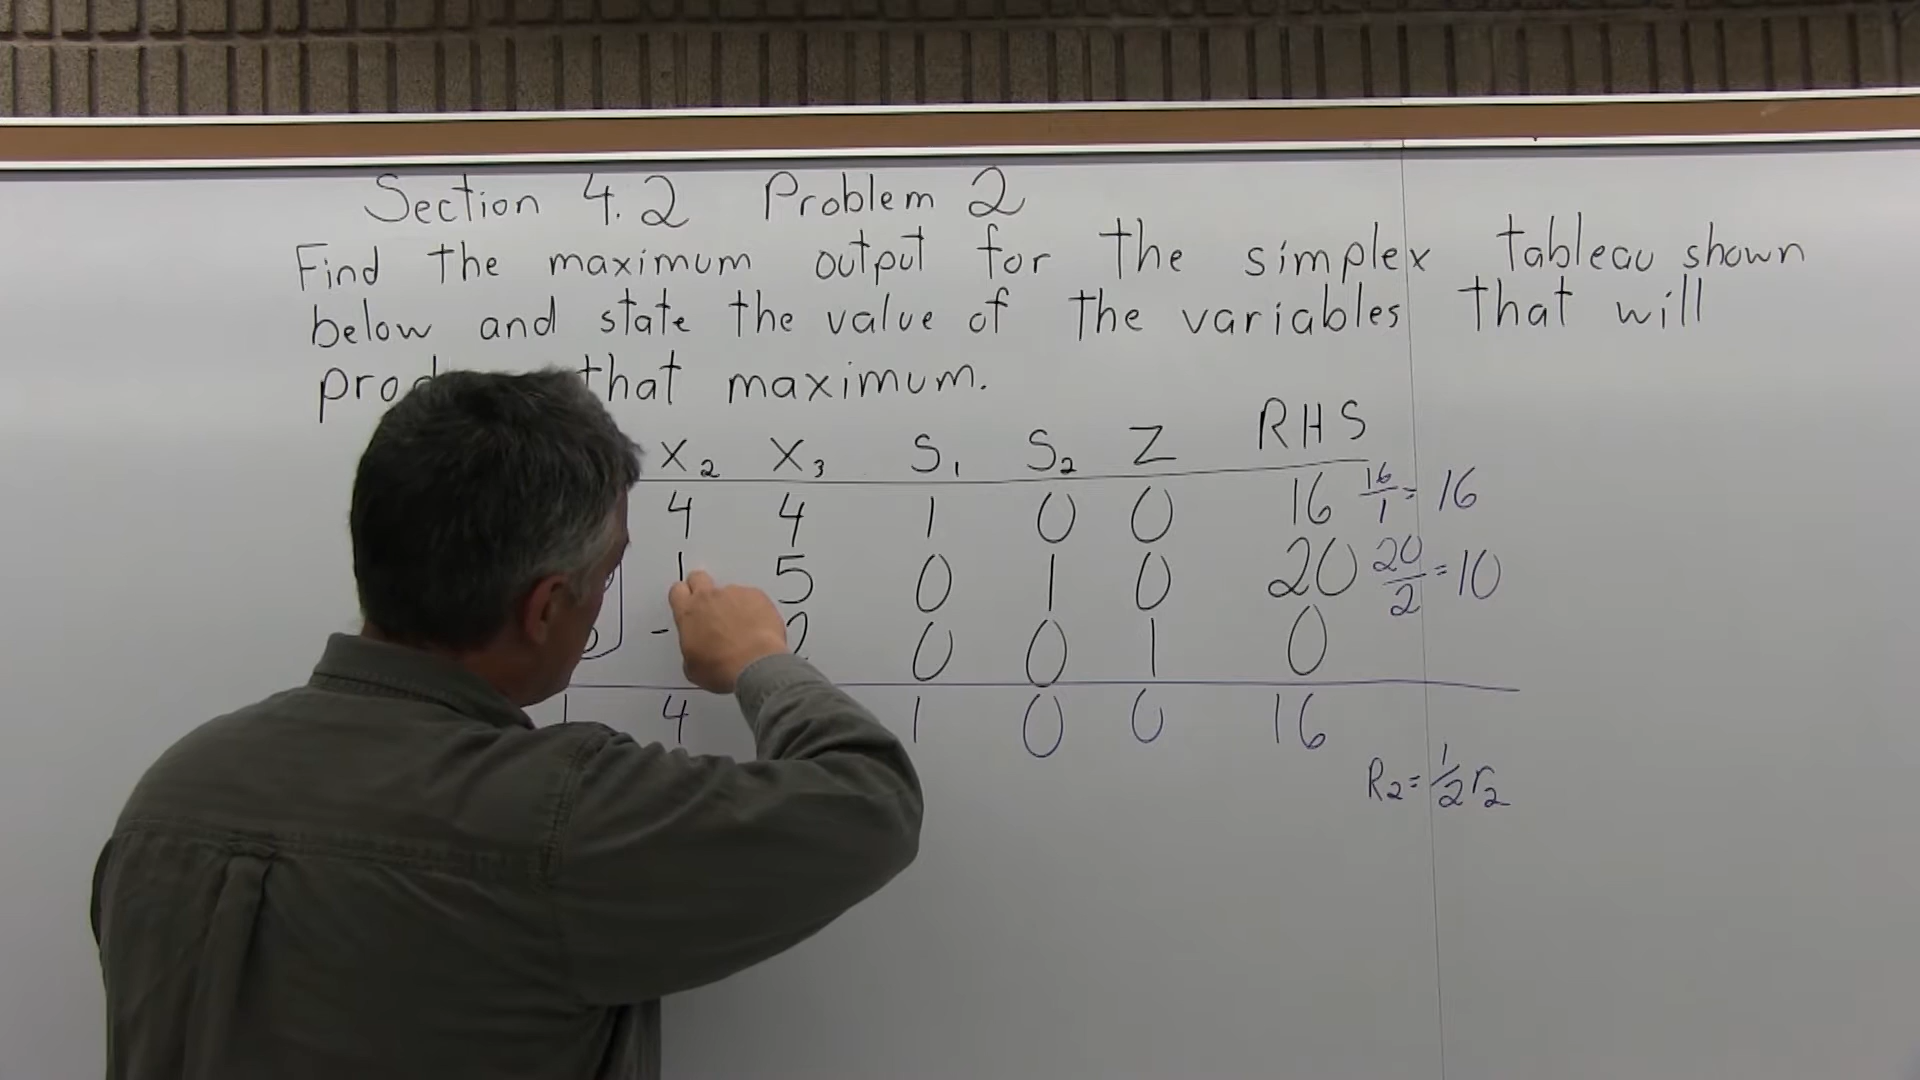 Section 4.2 Problem 2
Find the maximum output for the simplex tableau shown
below and state the value of the variables that will
that maximum.
X₂ X₃ S₁ S₂ Z RHS
4 4 1 0 0 16 16/1 = 16
1 5 0 1 0 20 20/2 = 10
- 2 0 0 1 0
1 4 1 0 0 16
R₂ = 1/2 r₂